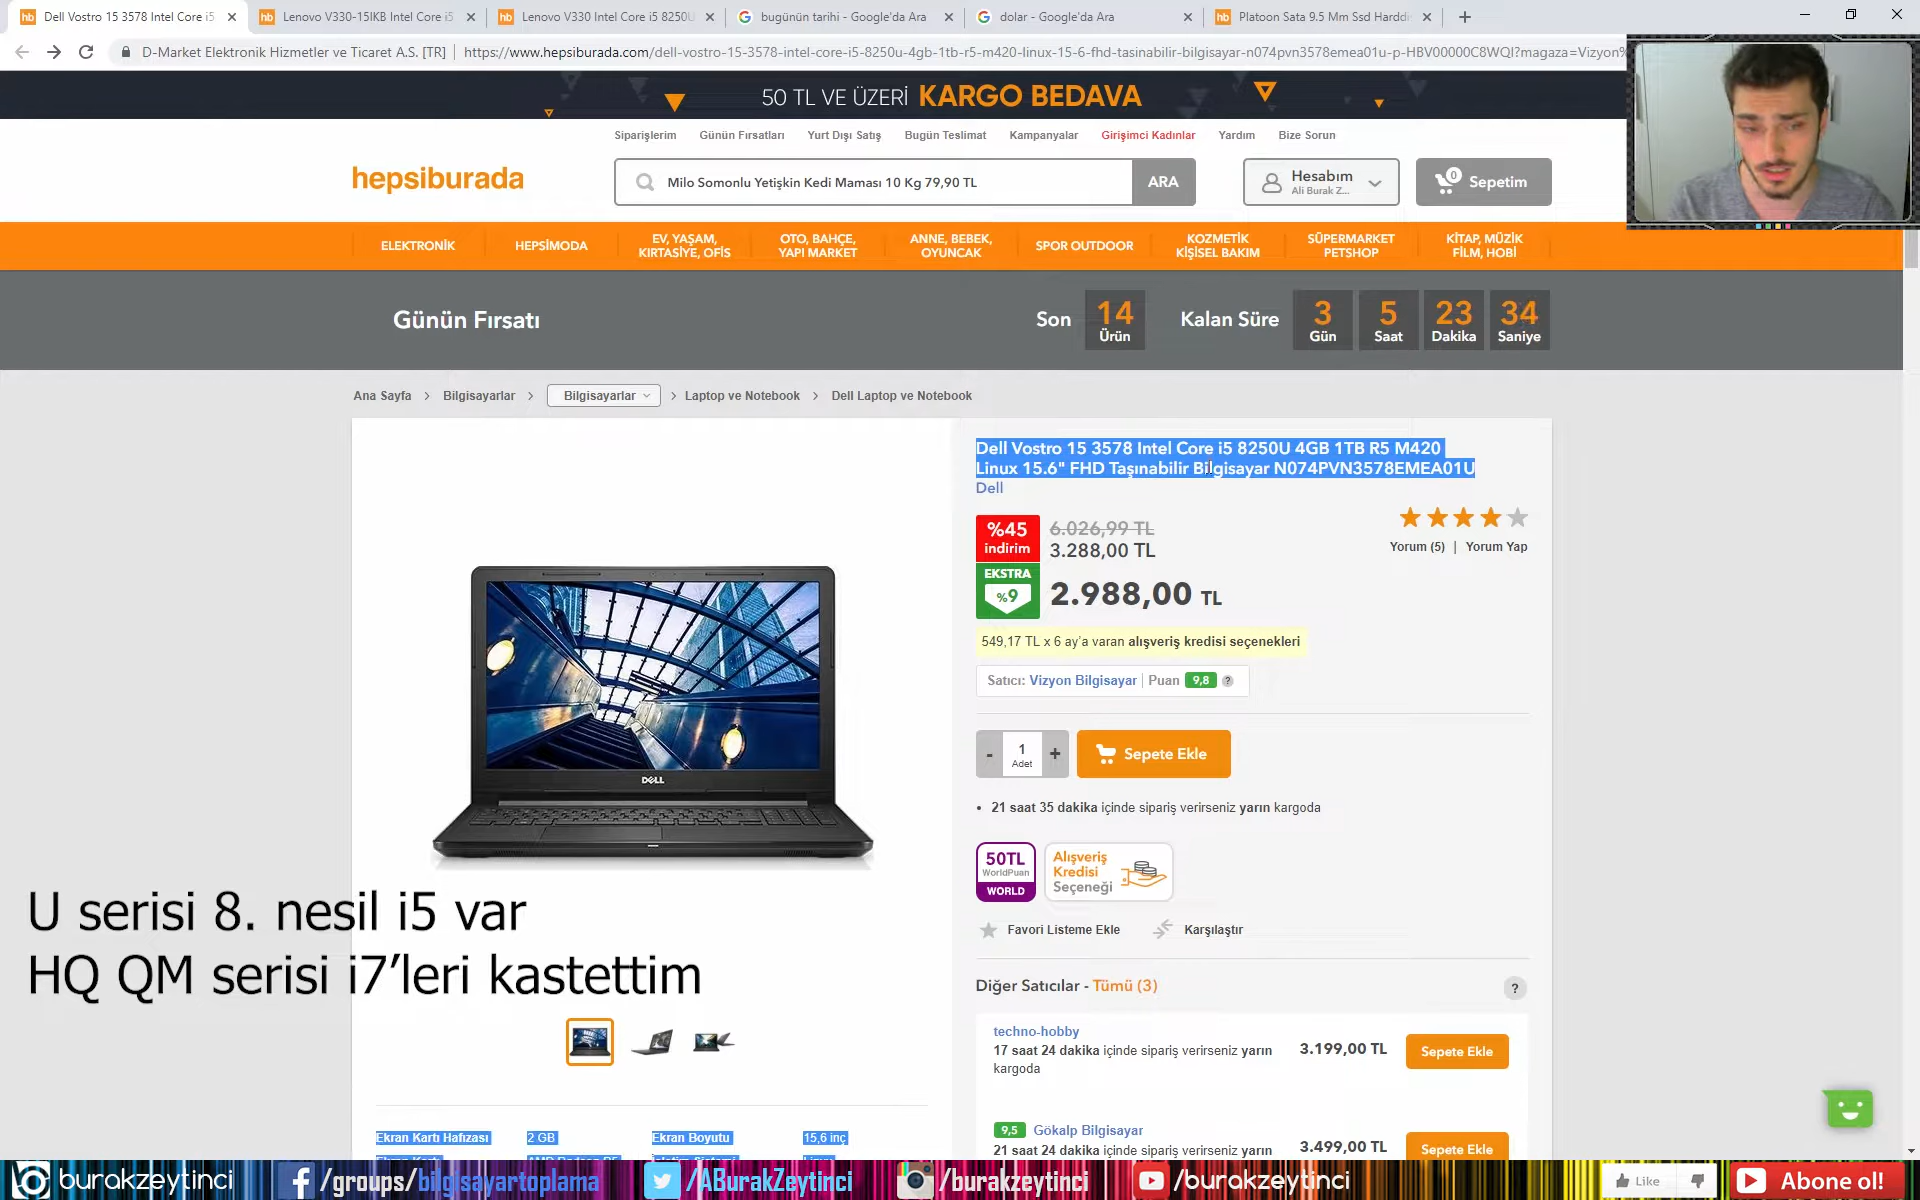 Dell Vostro 15 3578 Intel Core i5
Lenovo V330-15IKB Intel Core i5
Lenovo V330 Intel Core i5 8250U
bugünün tarihi - Google'da Ara
dolar - Google'da Ara
Platoon Sata 9.5 Mm Ssd Harddi
D-Market Elektronik Hizmetler ve Ticaret A.S. [TR]
https://www.hepsiburada.com/dell-vostro-15-3578-intel-core-i5-8250u-4gb-1tb-r5-m420-linux-15-6-fhd-tasinabilir-bilgisayar-n074pvn3578emea01u-p-HBV00000C8WQI?magaza=Vizyon%
50 TL VE ÜZERİ KARGO BEDAVA
Siparişlerim Günün Fırsatları Yurt Dışı Satış Bugün Teslimat Kampanyalar Girişimci Kadınlar Yardım Bize Sorun
hepsiburada
Milo Somonlu Yetişkin Kedi Maması 10 Kg 79,90 TL
ARA
Hesabım
Ali Burak Z...
0
Sepetim
ELEKTRONİK
HEPSİMODA
EV, YAŞAM,
KIRTASİYE, OFİS
OTO, BAHÇE,
YAPI MARKET
ANNE, BEBEK,
OYUNCAK
SPOR OUTDOOR
KOZMETİK
KİŞİSEL BAKIM
SÜPERMARKET
PETSHOP
KİTAP, MÜZİK
FİLM, HOBİ
Günün Fırsatı
Son
14
Ürün
Kalan Süre
3
Gün
5
Saat
23
Dakika
34
Saniye
Ana Sayfa > Bilgisayarlar > Bilgisayarlar > Laptop ve Notebook > Dell Laptop ve Notebook
Dell Vostro 15 3578 Intel Core i5 8250U 4GB 1TB R5 M420
Linux 15.6" FHD Taşınabilir Bilgisayar N074PVN3578EMEA01U
Dell
%45
indirim
6.026,99 TL
3.288,00 TL
EKSTRA
%9
2.988,00 TL
Yorum (5) | Yorum Yap
549,17 TL x 6 ay'a varan alışveriş kredisi seçenekleri
Satıcı: Vizyon Bilgisayar | Puan 9,8 ?
- 1 +
Adet
Sepete Ekle
• 21 saat 35 dakika içinde sipariş verirseniz yarın kargoda
50TL
WorldPuan
WORLD
Alışveriş
Kredisi
Seçeneği
Favori Listeme Ekle
Karşılaştır
Diğer Satıcılar - Tümü (3)
?
techno-hobby
17 saat 24 dakika içinde sipariş verirseniz yarın
kargoda
3.199,00 TL
Sepete Ekle
9,5 Gökalp Bilgisayar
21 saat 24 dakika içinde sipariş verirseniz yarın
3.499,00 TL
Sepete Ekle
DELL
U serisi 8. nesil i5 var
HQ QM serisi i7'leri kastettim
Ekran Kartı Hafızası 2 GB Ekran Boyutu 15,6 inç
burakzeytinci
/groups/bilgisayartoplama
/ABurakZeytinci
/burakzeytinci
/burakzeytinci
Like
Abone ol!